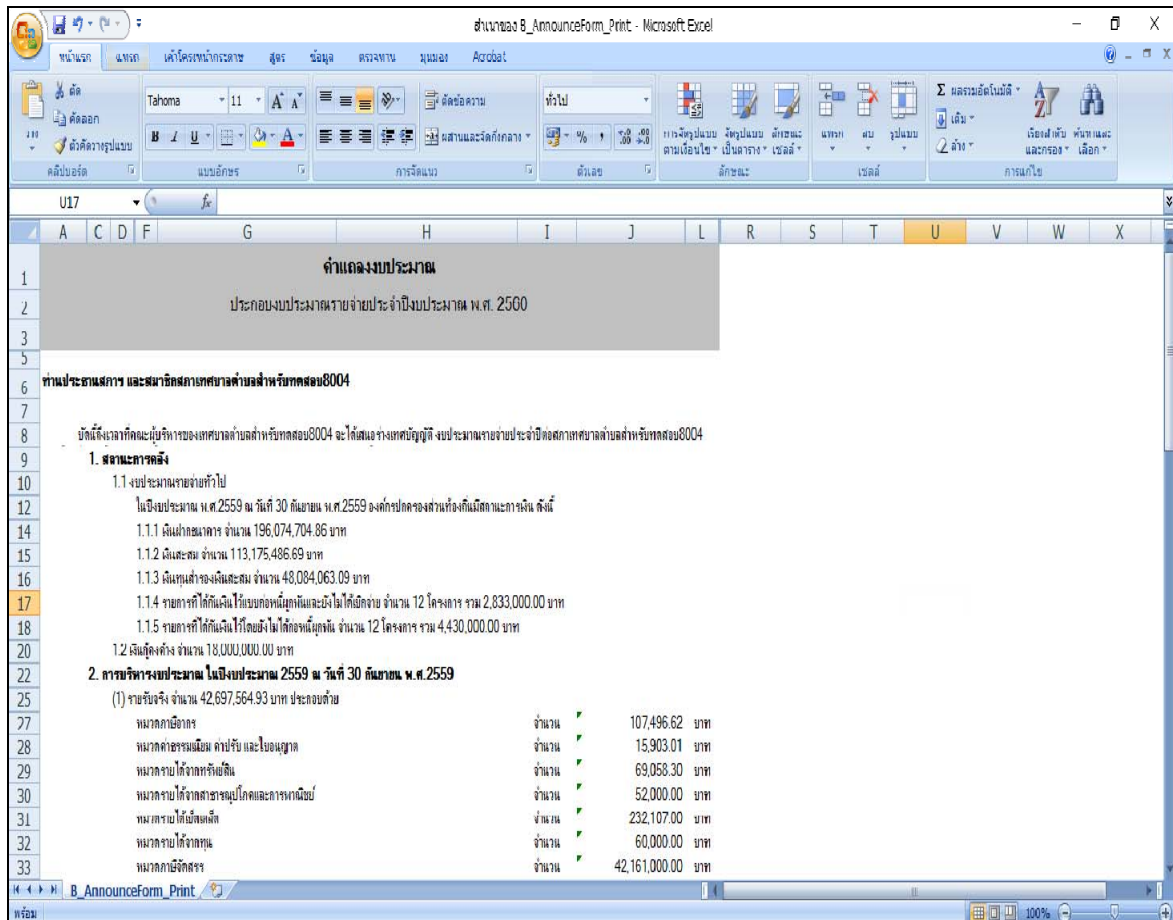 สำเนาของ B_AnnounceForm_Print - Microsoft Excel
หน้าแรก แทรก เค้าโครงหน้ากระดาษ สูตร ข้อมูล ตรวจทาน มุมมอง Acrobat
ตัด
คัดลอก
ตัวคัดวางรูปแบบ
วาง
คลิปบอร์ด
Tahoma 11
แบบอักษร
ตัดข้อความ
ผสานและจัดกึ่งกลาง
การจัดแนว
ทั่วไป
ตัวเลข
การจัดรูปแบบตามเงื่อนไข จัดรูปแบบเป็นตาราง ลักษณะเซลล์
ลักษณะ
แทรก ลบ รูปแบบ
เซลล์
ผลรวมอัตโนมัติ
เติม
ล้าง
เรียงลำดับและกรอง ค้นหาและเลือก
การแก้ไข
U17 fx
A C D F G H I J L R S T U V W X
1 คำแถลงงบประมาณ
2 ประกอบงบประมาณรายจ่ายประจำปีงบประมาณ พ.ศ. 2560
3
5
6 ท่านประธานสภาฯ และสมาชิกสภาเทศบาลตำบลสำหรับทดสอบ8004
7
8 บัดนี้ถึงเวลาที่คณะผู้บริหารของเทศบาลตำบลสำหรับทดสอบ8004 จะได้เสนอร่างเทศบัญญัติ งบประมาณรายจ่ายประจำปีต่อสภาเทศบาลตำบลสำหรับทดสอบ8004
9 1. สถานะการคลัง
10 1.1 งบประมาณรายจ่ายทั่วไป
12 ในปีงบประมาณ พ.ศ.2559 ณ วันที่ 30 กันยายน พ.ศ.2559 องค์กรปกครองส่วนท้องถิ่นมีสถานะการเงิน ดังนี้
14 1.1.1 เงินฝากธนาคาร จำนวน 196,074,704.86 บาท
15 1.1.2 เงินสะสม จำนวน 113,175,486.69 บาท
16 1.1.3 เงินทุนสำรองเงินสะสม จำนวน 48,084,063.09 บาท
17 1.1.4 รายการที่ได้กันเงินไว้แบบก่อหนี้ผูกพันและยังไม่ได้เบิกจ่าย จำนวน 12 โครงการ รวม 2,833,000.00 บาท
18 1.1.5 รายการที่ได้กันเงินไว้โดยยังไม่ได้ก่อหนี้ผูกพัน จำนวน 12 โครงการ รวม 4,430,000.00 บาท
20 1.2 เงินกู้คงค้าง จำนวน 18,000,000.00 บาท
22 2. การบริหารงบประมาณ ในปีงบประมาณ 2559 ณ วันที่ 30 กันยายน พ.ศ.2559
25 (1) รายรับจริง จำนวน 42,697,564.93 บาท ประกอบด้วย
27 หมวดภาษีอากร จำนวน 107,496.62 บาท
28 หมวดค่าธรรมเนียม ค่าปรับ และใบอนุญาต จำนวน 15,903.01 บาท
29 หมวดรายได้จากทรัพย์สิน จำนวน 69,058.30 บาท
30 หมวดรายได้จากสาธารณูปโภคและการพาณิชย์ จำนวน 52,000.00 บาท
31 หมวดรายได้เบ็ดเตล็ด จำนวน 232,107.00 บาท
32 หมวดรายได้จากทุน จำนวน 60,000.00 บาท
33 หมวดภาษีจัดสรร จำนวน 42,161,000.00 บาท
B_AnnounceForm_Print
พร้อม 100%